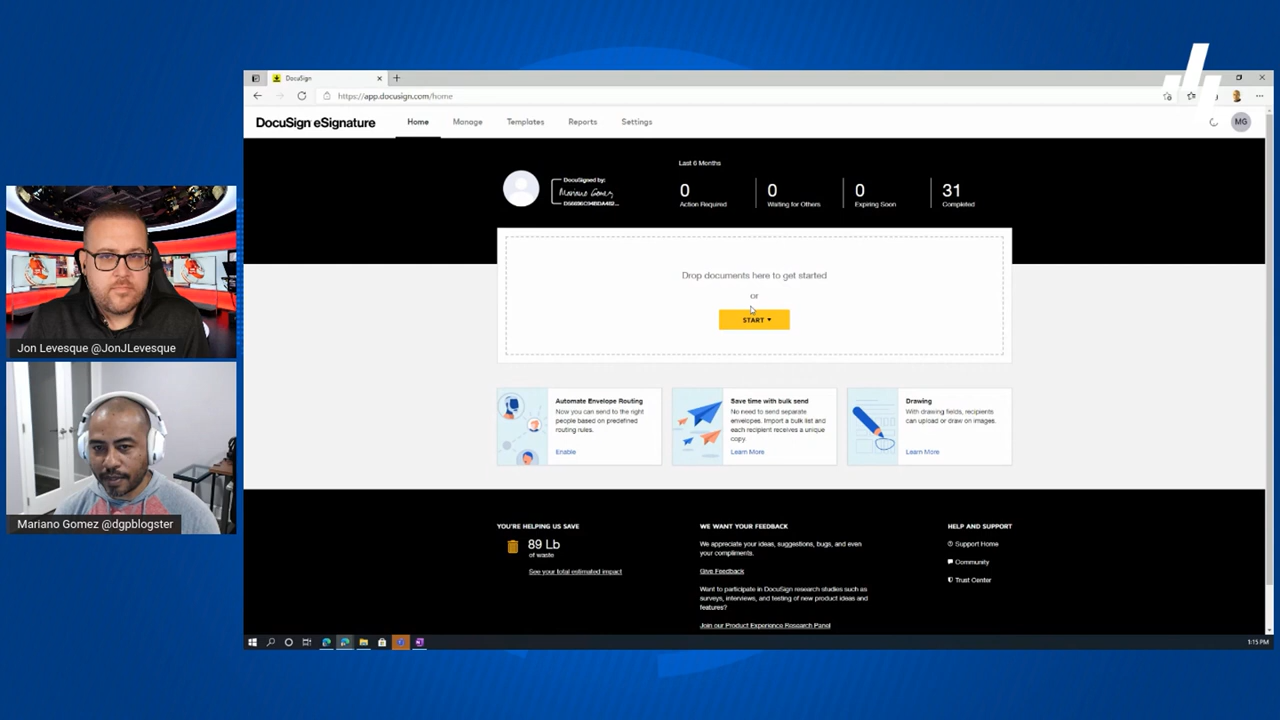 DocuSign
https://app.docusign.com/home
DocuSign eSignature
Home
Manage
Templates
Reports
Settings
MG
Last 6 Months
DocuSigned by:
Mariano Gomez
0
Action Required
0
Waiting for Others
0
Expiring Soon
31
Completed
Drop documents here to get started
or
START
Automate Envelope Routing
Now you can send to the right
people based on predefined
routing rules.
Enable
Save time with bulk send
No need to send separate
envelopes. Import a bulk list and
each recipient receives a unique
copy.
Learn More
Drawing
With drawing fields, recipients
can upload or draw on images.
Learn More
Jon Levesque @JonJLevesque
Mariano Gomez @dgpblogster
YOU'RE HELPING US SAVE
89 Lb
of waste
See your total estimated impact
WE WANT YOUR FEEDBACK
We appreciate your ideas, suggestions, bugs, and even
your compliments.
Give Feedback
Want to participate in DocuSign research studies such as
surveys, interviews, and testing of new product ideas and
features?
Join our Product Experience Research Panel
HELP AND SUPPORT
Support Home
Community
Trust Center
1:15 PM